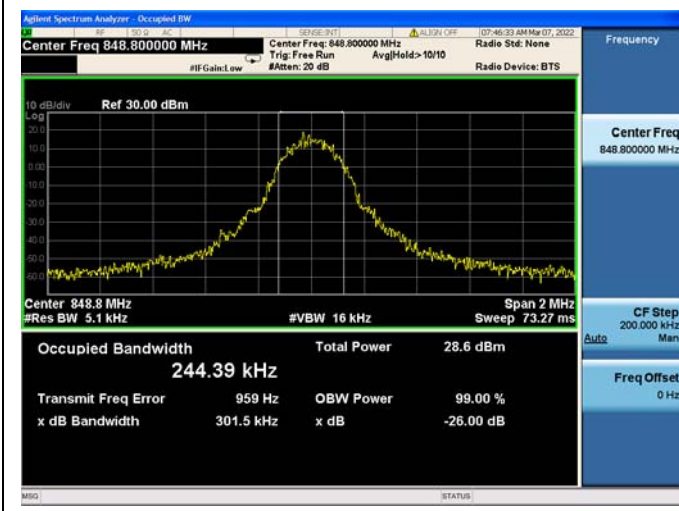 Agilent Spectrum Analyzer - Occupied BW
RF 50 Ω AC SENSE:INT ALIGN OFF 07:46:33 AM Mar 07, 2022
Center Freq 848.800000 MHz
Center Freq: 848.800000 MHz
Radio Std: None
Trig: Free Run Avg|Hold:> 10/10
#IFGain:Low #Atten: 20 dB Radio Device: BTS
Frequency
10 dB/div Ref 30.00 dBm
Log
20.0
10.0
0.00
-10.0
-20.0
-30.0
-40.0
-50.0
-60.0
Center 848.8 MHz Span 2 MHz
#Res BW 5.1 kHz #VBW 16 kHz Sweep 73.27 ms
Occupied Bandwidth Total Power 28.6 dBm
244.39 kHz
Transmit Freq Error 959 Hz OBW Power 99.00 %
x dB Bandwidth 301.5 kHz x dB -26.00 dB
Center Freq
848.800000 MHz
CF Step
200.000 kHz
Auto Man
Freq Offset
0 Hz
MSG STATUS